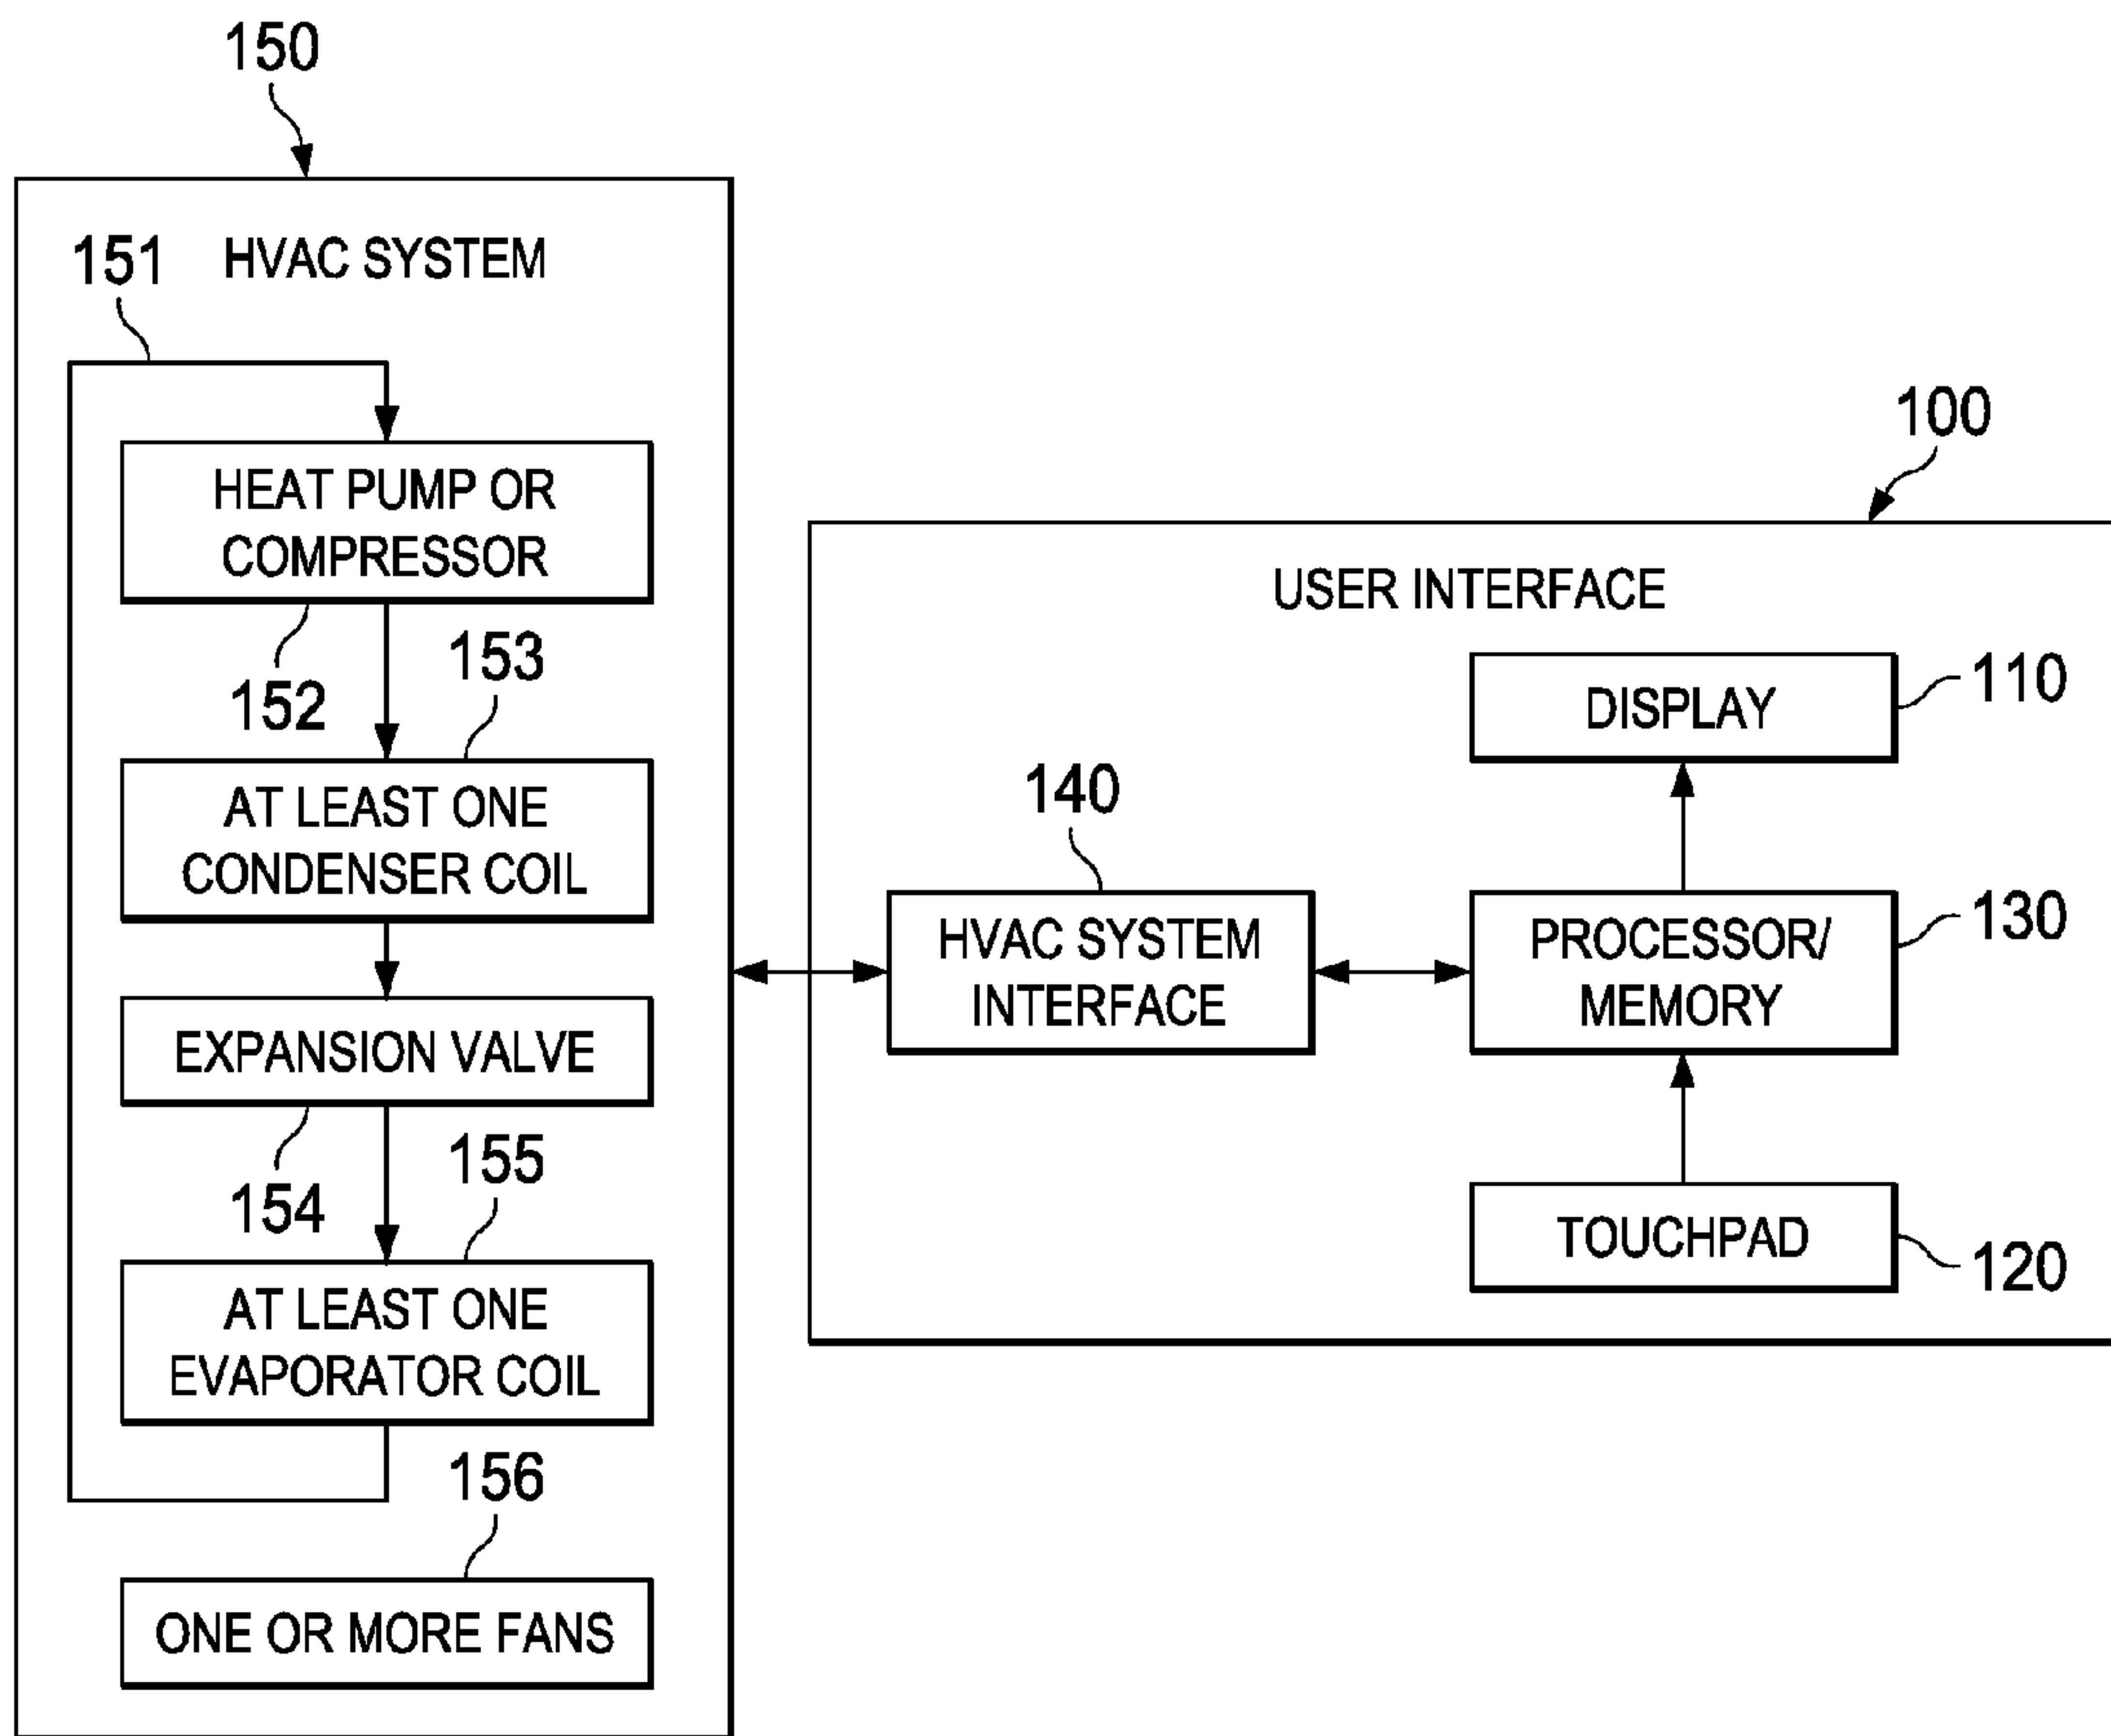 150
HVAC SYSTEM
151
HEAT PUMP OR
COMPRESSOR
152
153
AT LEAST ONE
CONDENSER COIL
EXPANSION VALVE
154
155
AT LEAST ONE
EVAPORATOR COIL
156
ONE OR MORE FANS
100
USER INTERFACE
DISPLAY
110
140
HVAC SYSTEM
INTERFACE
PROCESSOR/
MEMORY
130
TOUCHPAD
120